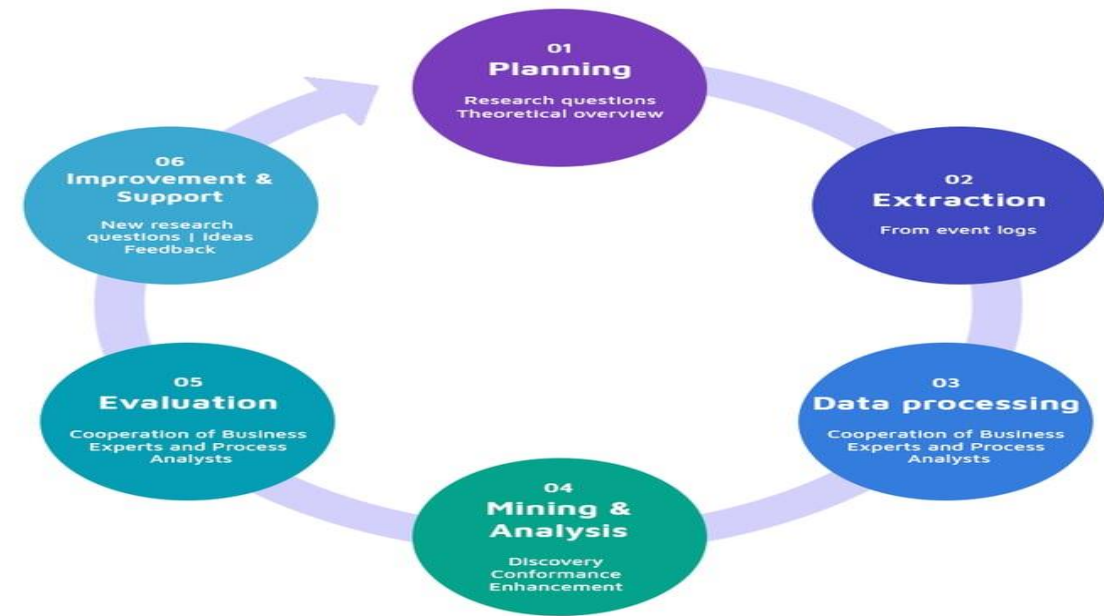 01
Planning
Research questions
Theoretical overview
02
Extraction
From event logs
03
Data processing
Cooperation of Business
Experts and Process
Analysts
04
Mining &
Analysis
Discovery
Conformance
Enhancement
05
Evaluation
Cooperation of Business
Experts and Process
Analysts
06
Improvement &
Support
New research
questions | Ideas
Feedback